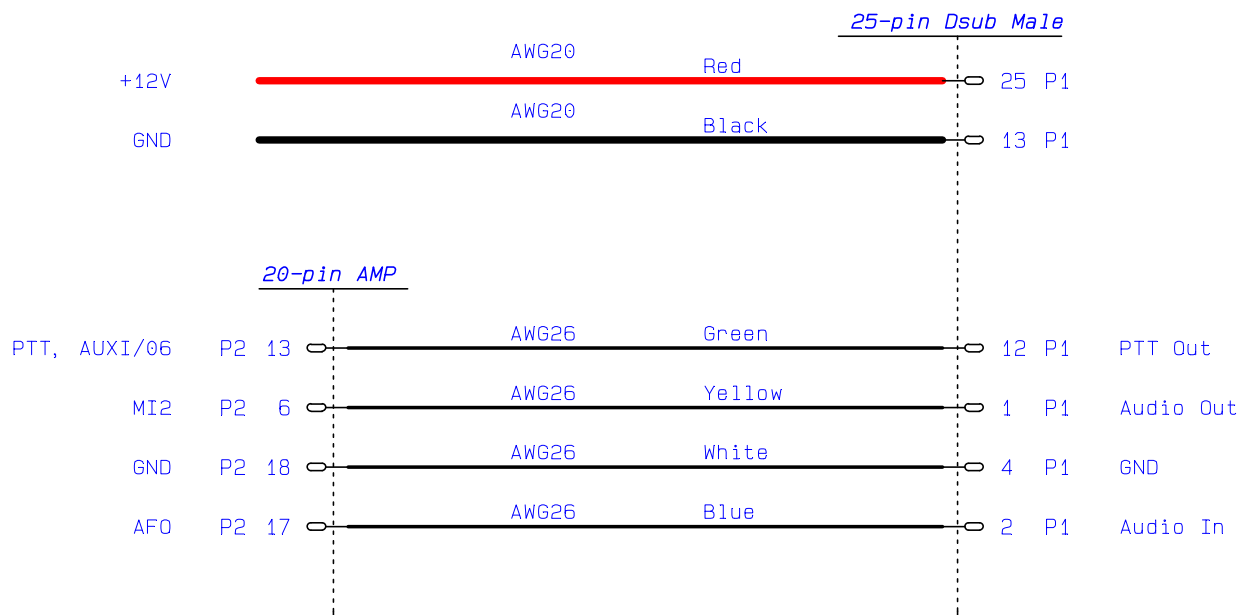 25-pin Dsub Male
AWG20
+12V Red 25 P1
AWG20
GND Black 13 P1
20-pin AMP
PTT, AUXI/06 P2 13 AWG26 Green 12 P1 PTT Out
MI2 P2 6 AWG26 Yellow 1 P1 Audio Out
GND P2 18 AWG26 White 4 P1 GND
AFO P2 17 AWG26 Blue 2 P1 Audio In